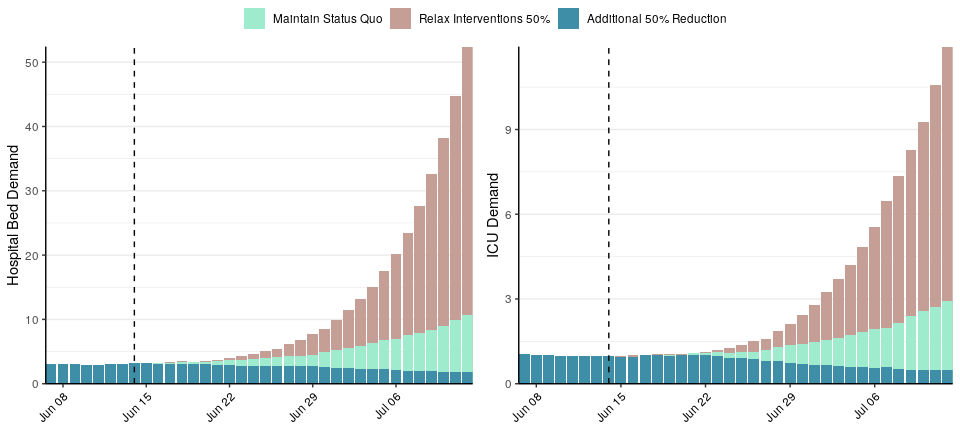 Maintain Status Quo Relax Interventions 50% Additional 50% Reduction
Hospital Bed Demand
50
40
30
20
10
0
Jun 08 Jun 15 Jun 22 Jun 29 Jul 06
ICU Demand
9
6
3
0
Jun 08 Jun 15 Jun 22 Jun 29 Jul 06